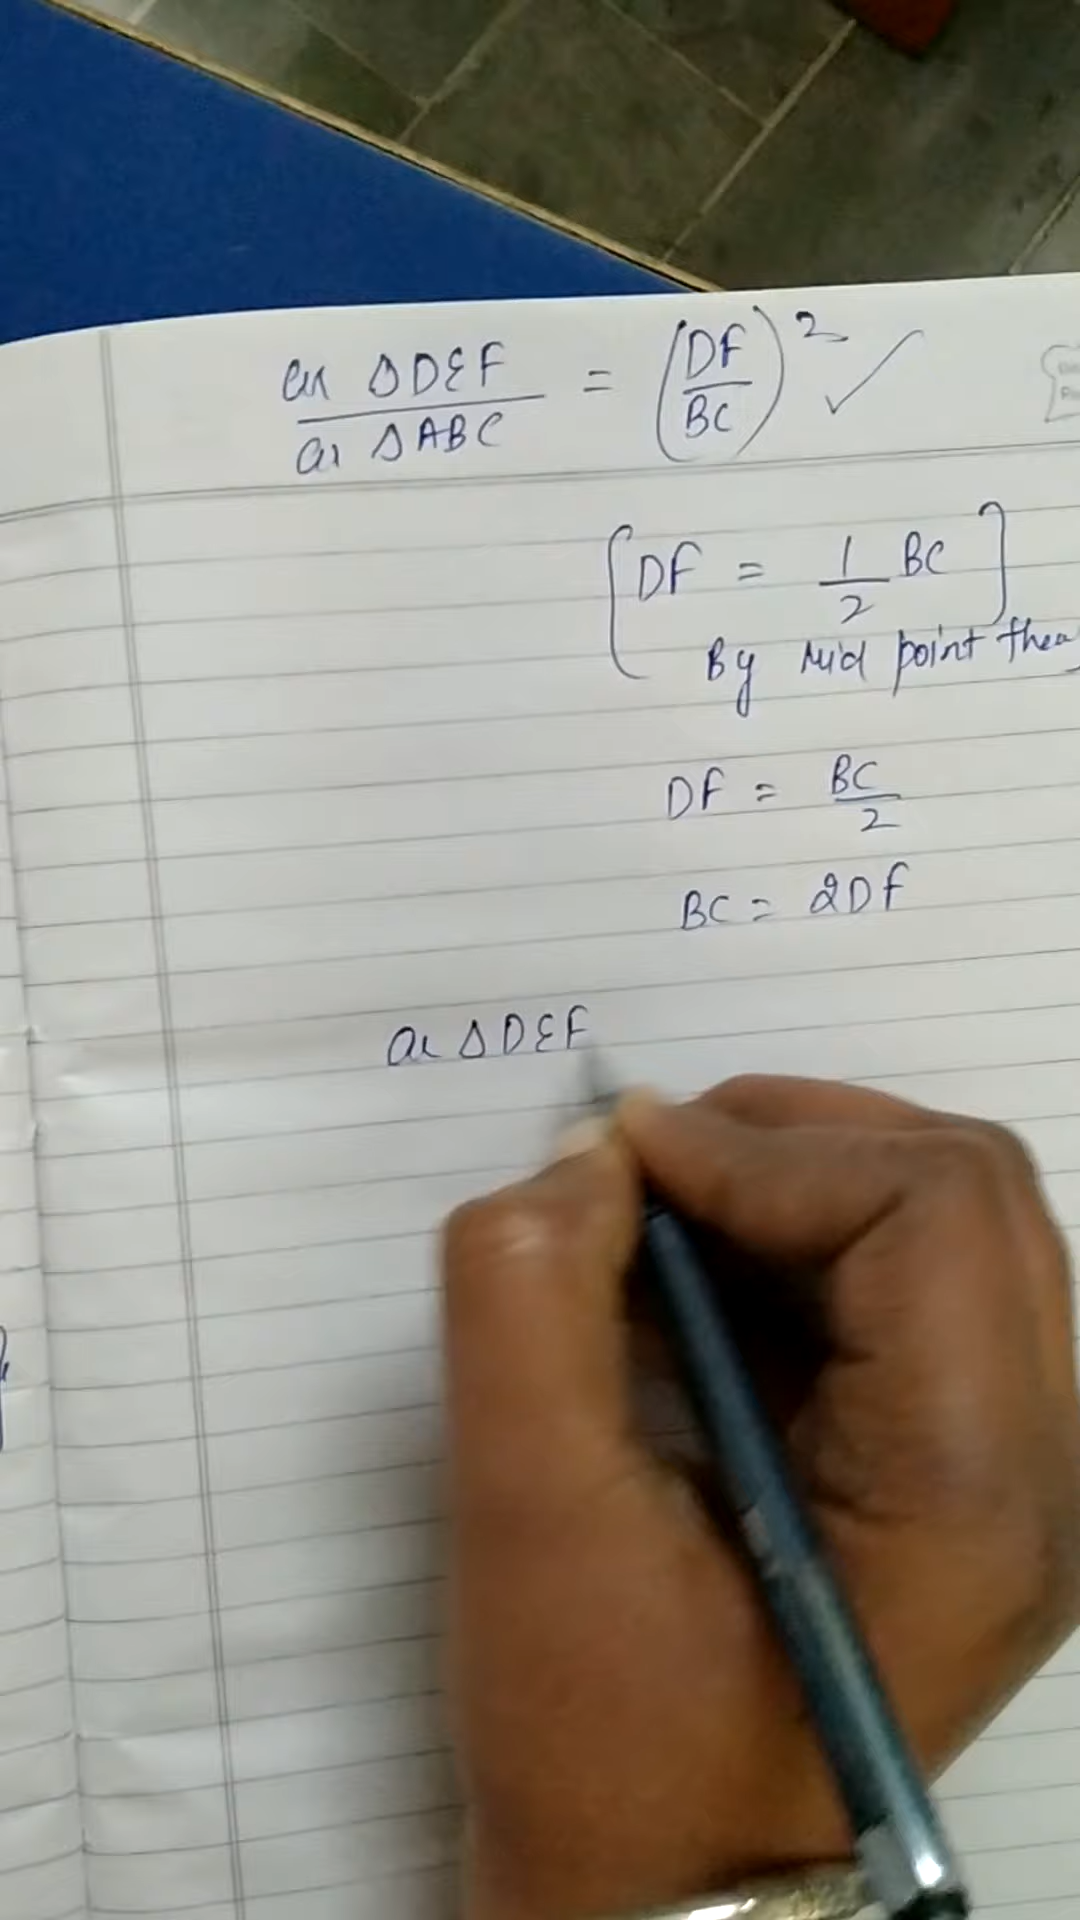 ar ΔDEF / ar ΔABC = (DF/BC)²
[DF = 1/2 BC]
By Mid point
DF = BC/2
BC = 2DF
ar ΔDEF